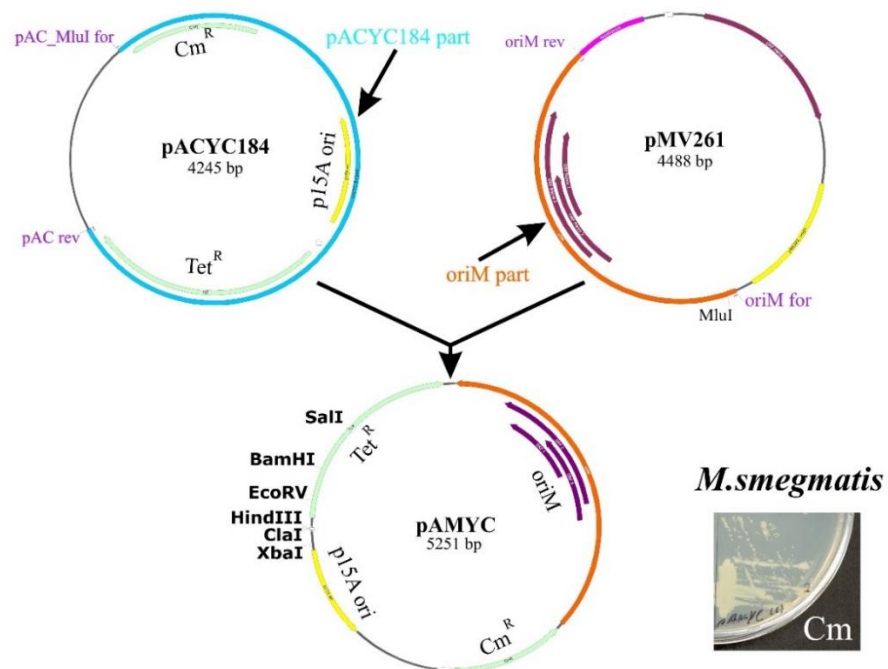 pAC_MluI for
Cm R
pACYC184 part
pACYC184
4245 bp
p15A ori
pAC rev
Tet R
oriM rev
pMV261
4488 bp
oriM part
MluI
oriM for
SalI
Tet R
BamHI
EcoRV
HindIII
ClaI
XbaI
oriM
pAMYC
5251 bp
p15A ori
Cm R
M.smegmatis
Cm